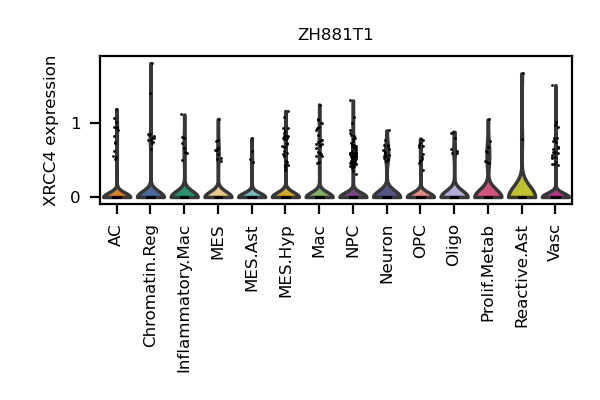 ZH881T1
XRCC4 expression
1
0
AC
Chromatin.Reg
Inflammatory.Mac
MES
MES.Ast
MES.Hyp
Mac
NPC
Neuron
OPC
Oligo
Prolif.Metab
Reactive.Ast
Vasc